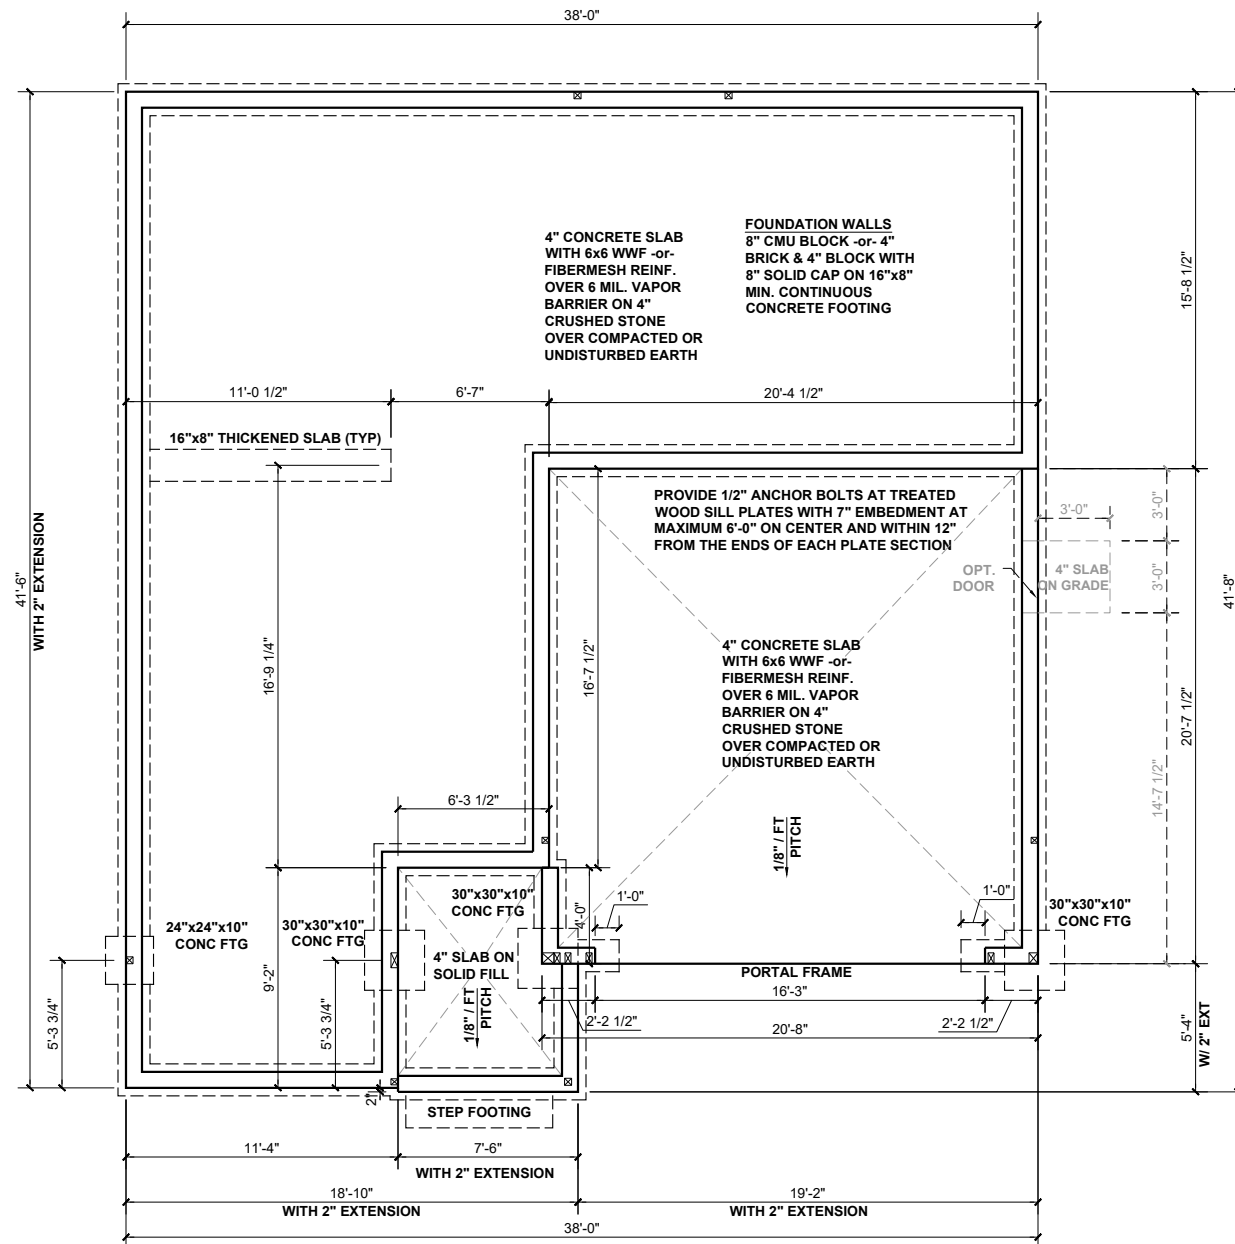 38'-0"
4" CONCRETE SLAB
WITH 6x6 WWF -or-
FIBERMESH REINF.
OVER 6 MIL. VAPOR
BARRIER ON 4"
CRUSHED STONE
OVER COMPACTED OR
UNDISTURBED EARTH
FOUNDATION WALLS
8" CMU BLOCK -or- 4"
BRICK & 4" BLOCK WITH
8" SOLID CAP ON 16"x8"
MIN. CONTINUOUS
CONCRETE FOOTING
15'-8 1/2"
11'-0 1/2"
6'-7"
20'-4 1/2"
16"x8" THICKENED SLAB (TYP)
PROVIDE 1/2" ANCHOR BOLTS AT TREATED
WOOD SILL PLATES WITH 7" EMBEDMENT AT
MAXIMUM 6'-0" ON CENTER AND WITHIN 12"
FROM THE ENDS OF EACH PLATE SECTION
3'-0"
3'-0"
OPT.
DOOR
4" SLAB
ON GRADE
3'-0"
41'-6"
WITH 2" EXTENSION
41'-8"
16'-9 1/4"
16'-7 1/2"
4" CONCRETE SLAB
WITH 6x6 WWF -or-
FIBERMESH REINF.
OVER 6 MIL. VAPOR
BARRIER ON 4"
CRUSHED STONE
OVER COMPACTED OR
UNDISTURBED EARTH
20'-7 1/2"
14'-7 1/2"
6'-3 1/2"
1/8" / FT
PITCH
30"x30"x10"
CONC FTG
1'-0"
1'-0"
30"x30"x10"
CONC FTG
24"x24"x10"
CONC FTG
30"x30"x10"
CONC FTG
4'-0"
4" SLAB ON
SOLID FILL
PORTAL FRAME
9'-2"
5'-3 3/4"
5'-3 3/4"
1/8" / FT
PITCH
16'-3"
2'-2 1/2"
2'-2 1/2"
20'-8"
5'-4"
W/ 2" EXT
2"
STEP FOOTING
11'-4"
7'-6"
WITH 2" EXTENSION
18'-10"
WITH 2" EXTENSION
19'-2"
WITH 2" EXTENSION
38'-0"